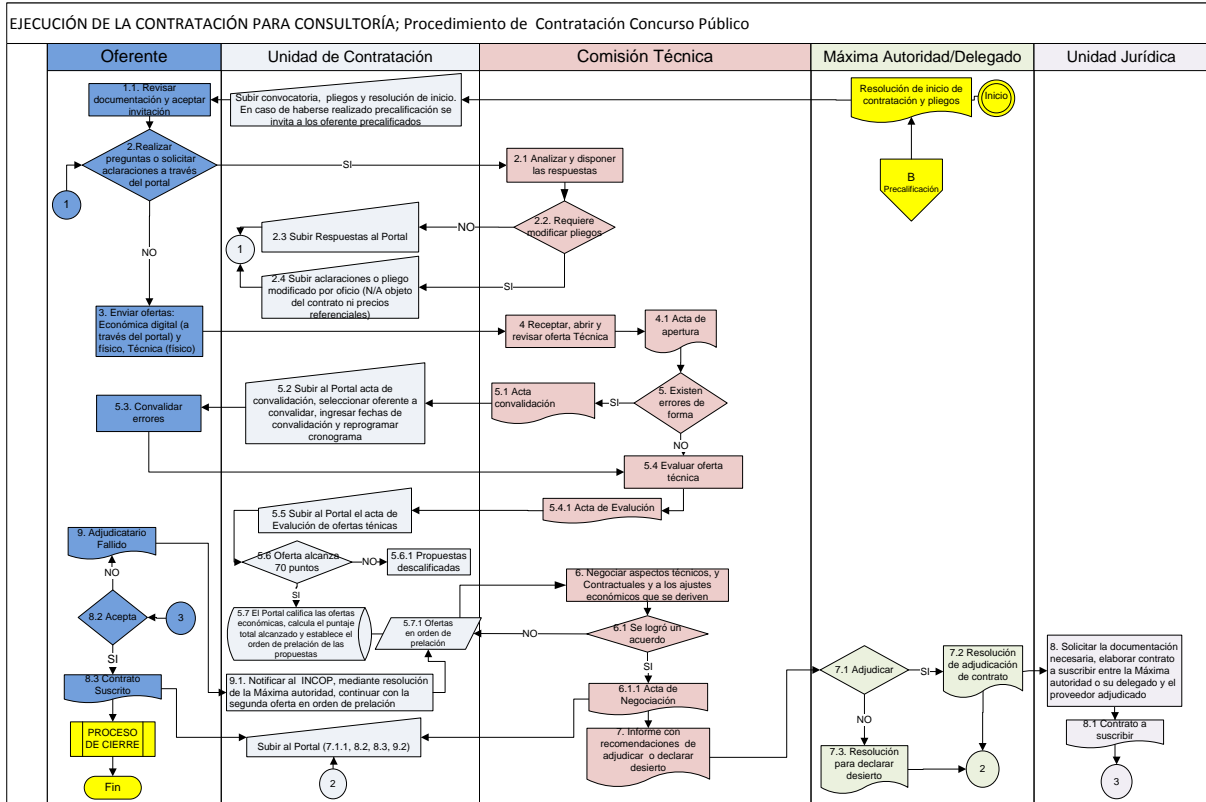 EJECUCIÓN DE LA CONTRATACIÓN PARA CONSULTORÍA; Procedimiento de Contratación Concurso Público
Oferente
Unidad de Contratación
Comisión Técnica
Máxima Autoridad/Delegado
Unidad Jurídica
1.1. Revisar
documentación y aceptar
invitación
Subir convocatoria, pliegos y resolución de inicio.
En caso de haberse realizado precalificación se
invita a los oferente precalificados
Resolución de inicio de
contratación y pliegos
Inicio
2.Realizar
preguntas o solicitar
aclaraciones a través
del portal
SI
2.1 Analizar y disponer
las respuestas
B
Precalificación
1
2.2. Requiere
modificar pliegos
NO
2.3 Subir Respuestas al Portal
1
NO
2.4 Subir aclaraciones o pliego
modificado por oficio (N/A objeto
del contrato ni precios
referenciales)
SI
3. Enviar ofertas:
Económica digital (a
través del portal) y
físico, Técnica (físico)
4 Receptar, abrir y
revisar oferta Técnica
4.1 Acta de
apertura
5.2 Subir al Portal acta de
convalidación, seleccionar oferente a
convalidar, ingresar fechas de
convalidación y reprogramar
cronograma
5.1 Acta
convalidación
SI
5. Existen
errores de
forma
5.3. Convalidar
errores
NO
5.4 Evaluar oferta
técnica
5.5 Subir al Portal el acta de
Evalución de ofertas ténicas
5.4.1 Acta de Evalución
9. Adjudicatario
Fallido
5.6 Oferta alcanza
70 puntos
NO
5.6.1 Propuestas
descalificadas
NO
6. Negociar aspectos técnicos, y
Contractuales y a los ajustes
económicos que se deriven
SI
8.2 Acepta
3
5.7 El Portal califica las ofertas
económicas, calcula el puntaje
total alcanzado y establece el
orden de prelación de las
propuestas
5.7.1 Ofertas
en orden de
prelación
NO
6.1 Se logró un
acuerdo
SI
SI
7.1 Adjudicar
SI
7.2 Resolución
de adjudicación
de contrato
8. Solicitar la documentación
necesaria, elaborar contrato
a suscribir entre la Máxima
autoridad o su delegado y el
proveedor adjudicado
8.3 Contrato
Suscrito
9.1. Notificar al INCOP, mediante resolución
de la Máxima autoridad, continuar con la
segunda oferta en orden de prelación
6.1.1 Acta de
Negociación
NO
PROCESO
DE CIERRE
Subir al Portal (7.1.1, 8.2, 8.3, 9.2)
7. Informe con
recomendaciones de
adjudicar o declarar
desierto
7.3. Resolución
para declarar
desierto
2
8.1 Contrato a
suscribir
Fin
2
3